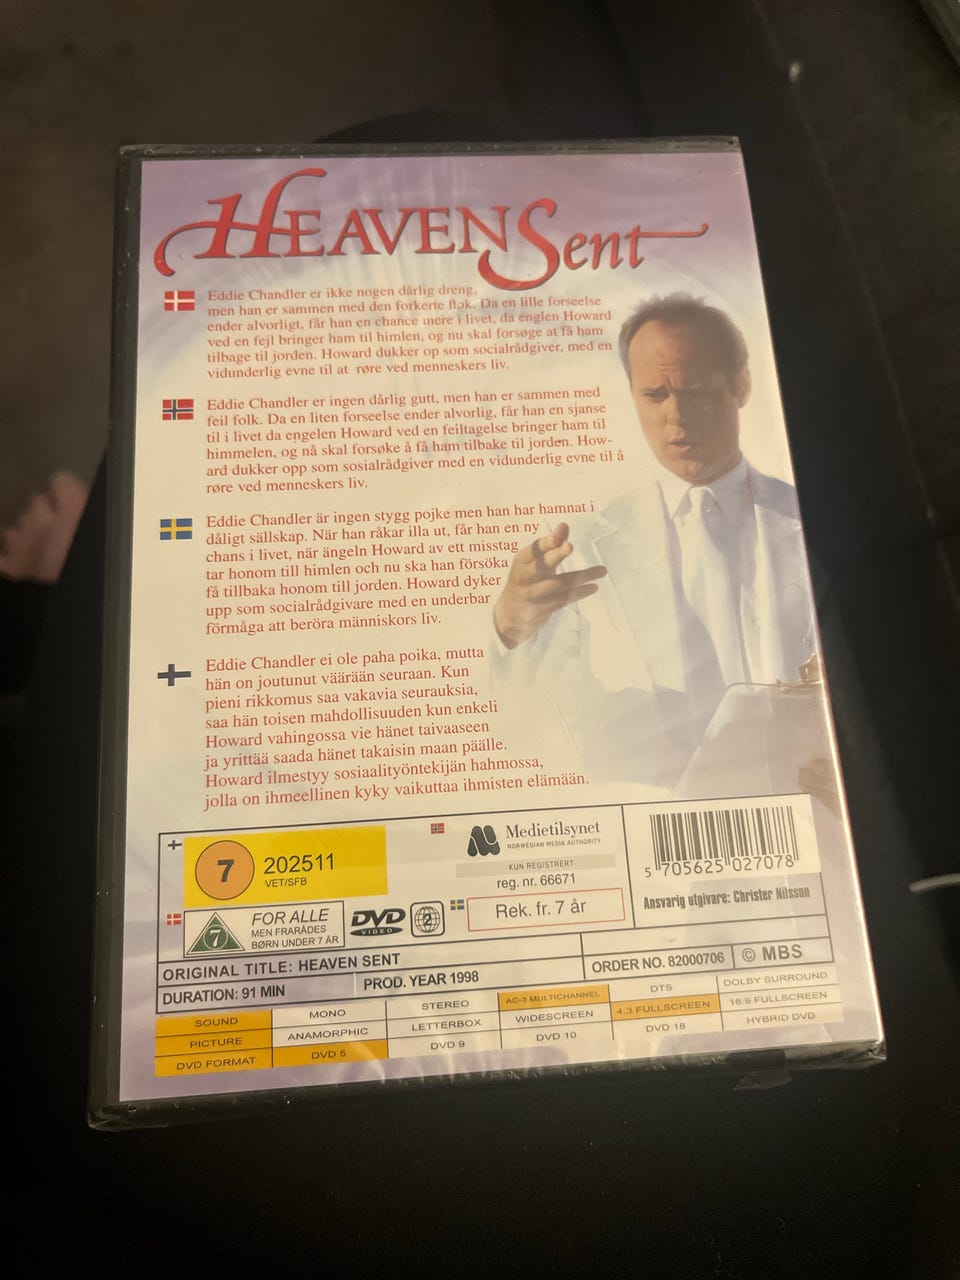 HEAVEN Sent
Eddie Chandler er ikke nogen dårlig dreng,
men han er sammen med den forkerte flok. Da en lille forseelse
ender alvorligt, får han en chance mere i livet, da englen Howard
ved en fejl bringer ham til himlen, og nu skal forsøge at få ham
tilbage til jorden. Howard dukker op som socialrådgiver, med en
vidunderlig evne til at røre ved menneskers liv.
Eddie Chandler er ingen dårlig gutt, men han er sammen med
feil folk. Da en liten forseelse ender alvorlig, får han en sjanse
til i livet da engelen Howard ved en feiltagelse bringer ham til
himmelen, og nå skal forsøke å få ham tilbake til jorden. How-
ard dukker opp som sosialrådgiver med en vidunderlig evne til å
røre ved menneskers liv.
Eddie Chandler är ingen stygg pojke men han har hamnat i
dåligt sällskap. När han råkar illa ut, får han en ny
chans i livet, när ängeln Howard av ett misstag
tar honom till himlen och nu ska han försöka
få tillbaka honom till jorden. Howard dyker
upp som socialrådgivare med en underbar
förmåga att beröra människors liv.
Eddie Chandler ei ole paha poika, mutta
hän on joutunut väärään seuraan. Kun
pieni rikkomus saa vakavia seurauksia,
saa hän toisen mahdollisuuden kun enkeli
Howard vahingossa vie hänet taivaaseen
ja yrittää saada hänet takaisin maan päälle.
Howard ilmestyy sosiaalityöntekijän hahmossa,
jolla on ihmeellinen kyky vaikuttaa ihmisten elämään.
7
202511
VET/SFB
Medietilsynet
NORWEGIAN MEDIA AUTHORITY
KUN REGISTRERT
reg. nr. 66671
5 705625 027078
Ansvarig utgivare: Christer Nilsson
7
FOR ALLE
MEN FRARÅDES
BØRN UNDER 7 ÅR
DVD
VIDEO
2
Rek. fr. 7 år
ORIGINAL TITLE: HEAVEN SENT
ORDER NO. 82000706
© MBS
DURATION: 91 MIN
PROD. YEAR 1998
SOUND MONO STEREO AC-3 MULTICHANNEL DTS DOLBY SURROUND
PICTURE ANAMORPHIC LETTERBOX WIDESCREEN 4:3 FULLSCREEN 16:9 FULLSCREEN
DVD FORMAT DVD 5 DVD 9 DVD 10 DVD 18 HYBRID DVD